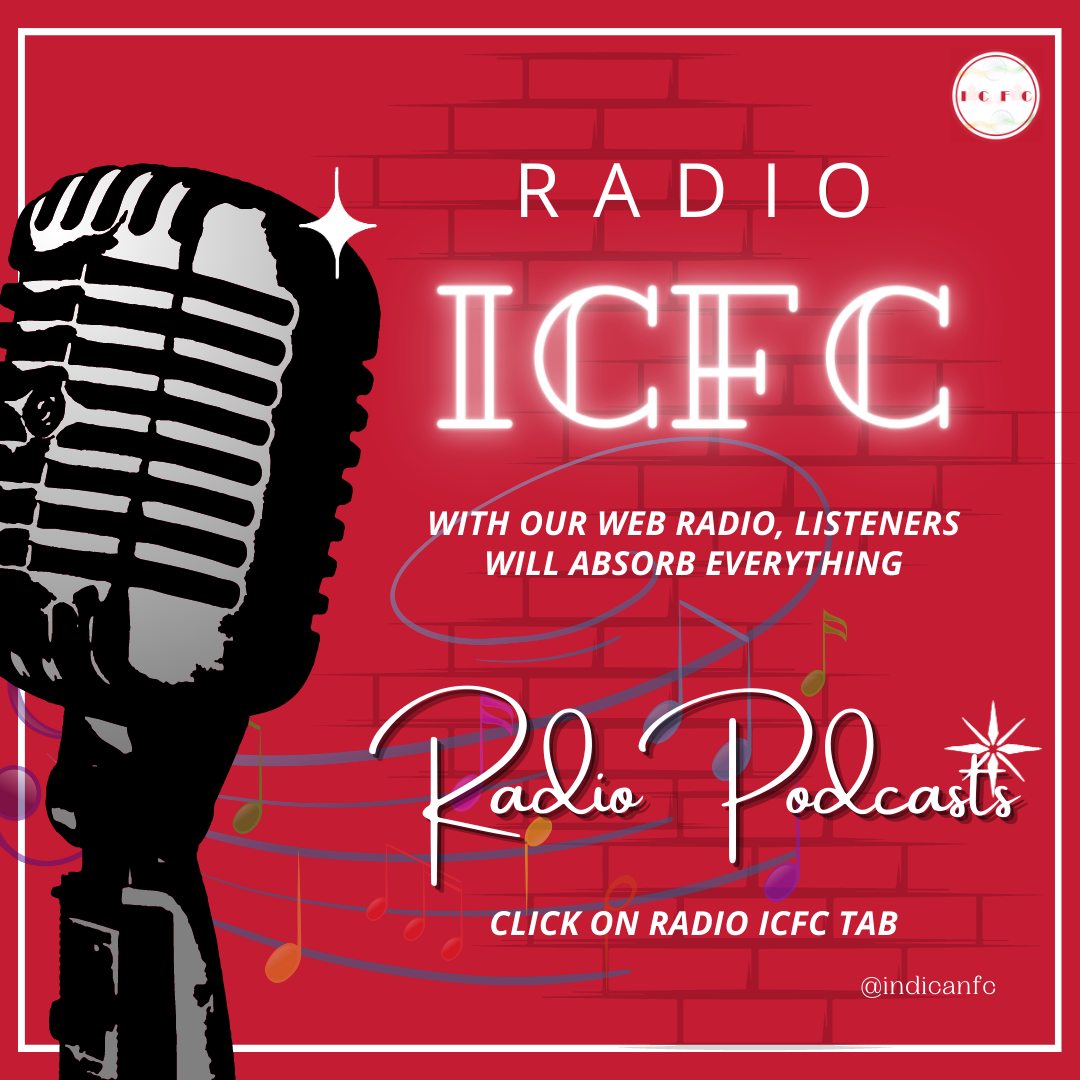 I C F C
RADIO
ICFC
WITH OUR WEB RADIO, LISTENERS
WILL ABSORB EVERYTHING
Radio Podcasts
CLICK ON RADIO ICFC TAB
@indicanfc